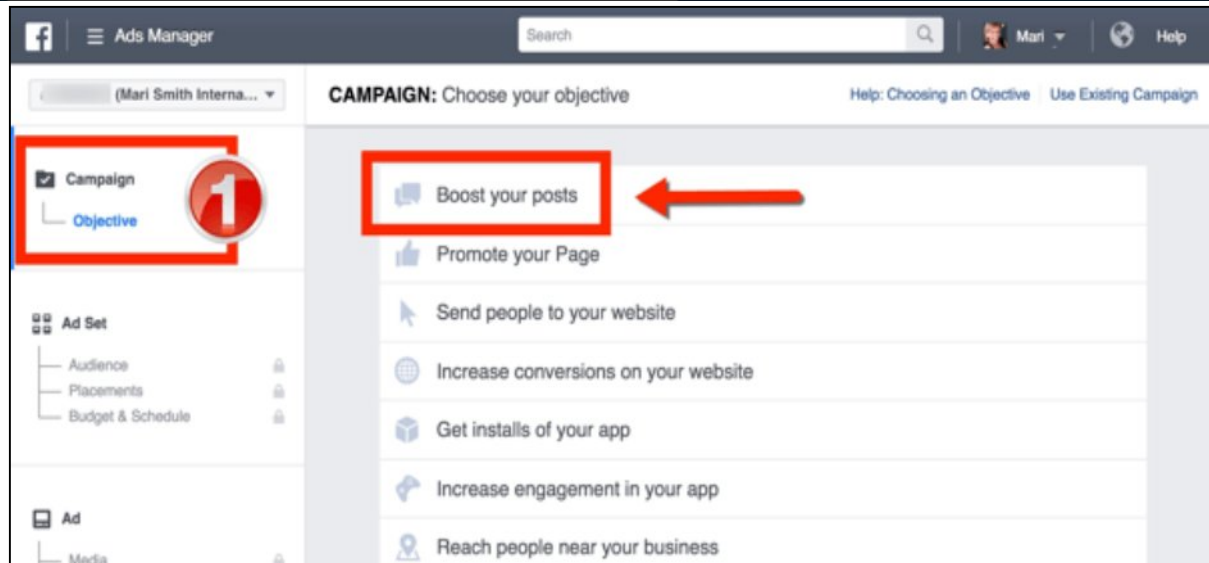 f Ads Manager Search Mari Help
(Mari Smith Interna...
CAMPAIGN: Choose your objective Help: Choosing an Objective Use Existing Campaign
Campaign
Objective
1
Boost your posts
Promote your Page
Send people to your website
Ad Set
Audience
Placements
Budget & Schedule
Increase conversions on your website
Get installs of your app
Increase engagement in your app
Ad
Media
Reach people near your business